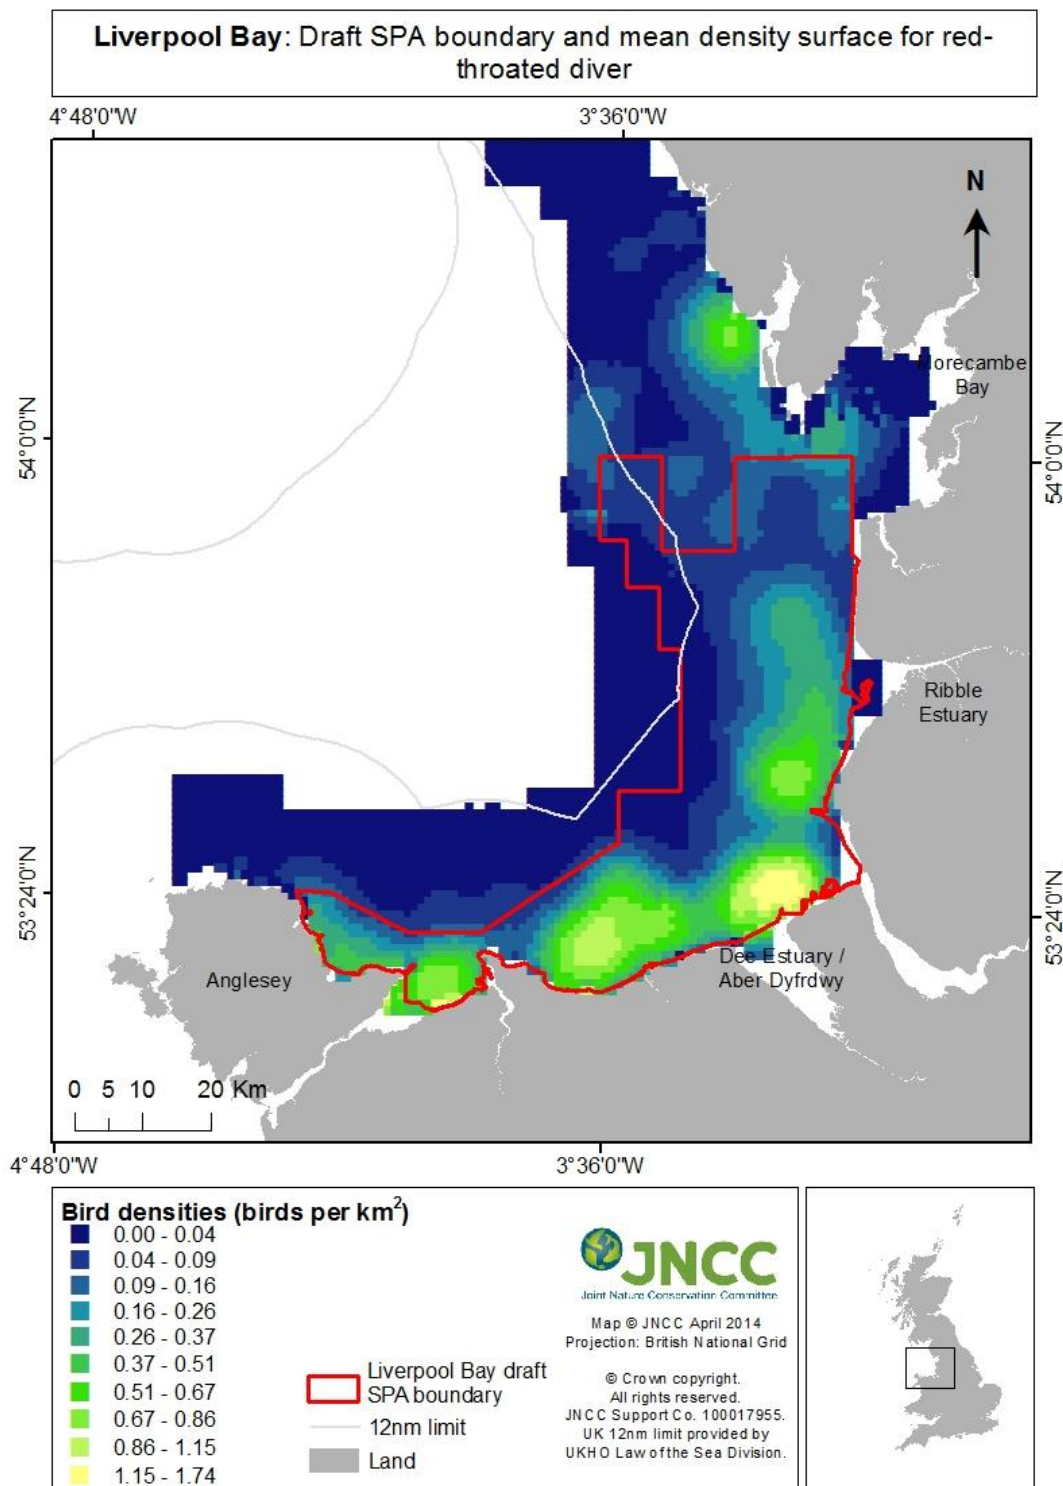 Liverpool Bay: Draft SPA boundary and mean density surface for red-
throated diver
4°48'0"W
3°36'0"W
N
Morecambe
Bay
54°0'0"N
54°0'0"N
Ribble
Estuary
53°24'0"N
53°24'0"N
Dee Estuary /
Aber Dyfrdwy
Anglesey
0 5 10 20 Km
4°48'0"W
3°36'0"W
Bird densities (birds per km²)
0.00 - 0.04
0.04 - 0.09
0.09 - 0.16
0.16 - 0.26
0.26 - 0.37
0.37 - 0.51
0.51 - 0.67
0.67 - 0.86
0.86 - 1.15
1.15 - 1.74
Liverpool Bay draft
SPA boundary
12nm limit
Land
JNCC
Joint Nature Conservation Committee
Map © JNCC April 2014
Projection: British National Grid
© Crown copyright.
All rights reserved.
JNCC Support Co. 100017955.
UK 12nm limit provided by
UKHO Law of the Sea Division.